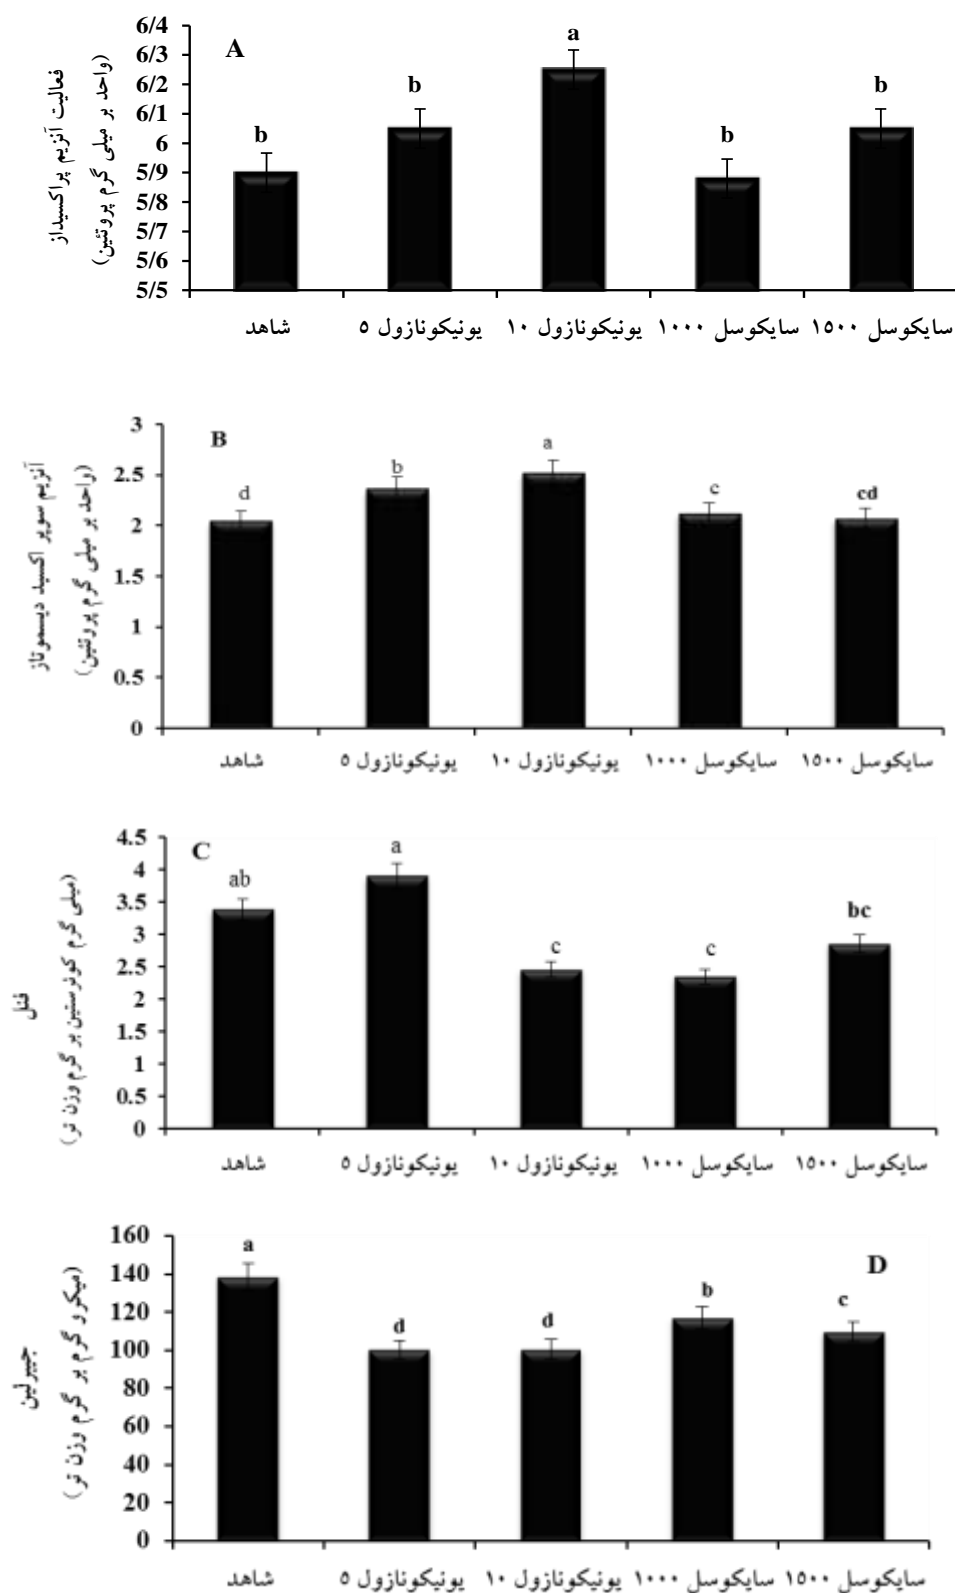 فعالیت آنزیم پراکسیداز
(واحد بر میلی گرم پروتئین)
A
6/4
6/3
6/2
6/1
6
5/9
5/8
5/7
5/6
5/5
b
b
a
b
b
شاهد
یونیکونازول ۵
یونیکونازول ۱۰
سایکوسل ۱۰۰۰
سایکوسل ۱۵۰۰
آنزیم سوپر اکسید دیسموتاز
(واحد بر میلی گرم پروتئین)
B
3
2.5
2
1.5
1
0.5
0
d
b
a
c
cd
شاهد
یونیکونازول ۵
یونیکونازول ۱۰
سایکوسل ۱۰۰۰
سایکوسل ۱۵۰۰
فنل
(میلی گرم کوئرستین بر گرم وزن تر)
C
4.5
4
3.5
3
2.5
2
1.5
1
0.5
0
ab
a
c
c
bc
شاهد
یونیکونازول ۵
یونیکونازول ۱۰
سایکوسل ۱۰۰۰
سایکوسل ۱۵۰۰
جیبرلین
(میکرو گرم بر گرم وزن تر)
D
160
140
120
100
80
60
40
20
0
a
d
d
b
c
شاهد
یونیکونازول ۵
یونیکونازول ۱۰
سایکوسل ۱۰۰۰
سایکوسل ۱۵۰۰